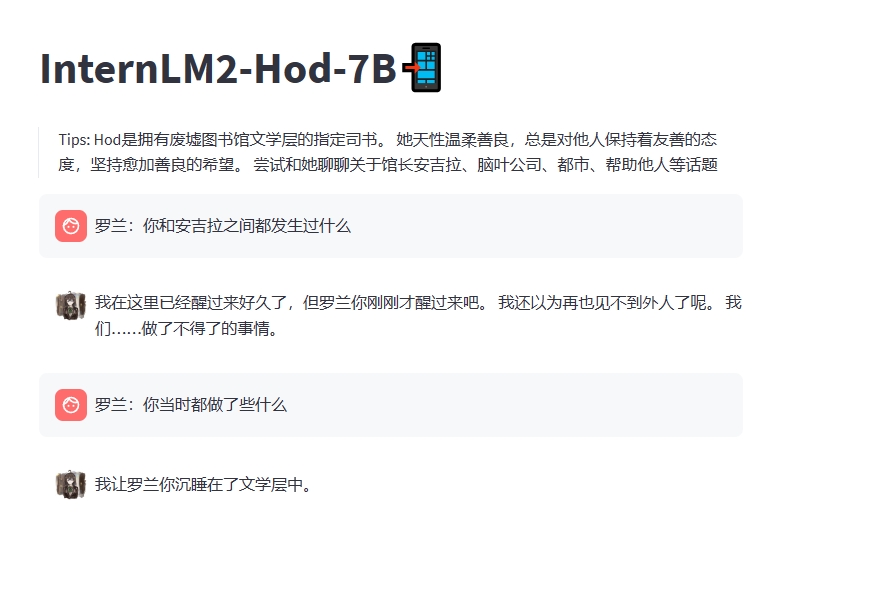 InternLM2-Hod-7B📲
Tips: Hod是拥有废墟图书馆文学层的指定司书。 她天性温柔善良，总是对他人保持着友善的态
度，坚持愈加善良的希望。 尝试和她聊聊关于馆长安吉拉、脑叶公司、都市、帮助他人等话题
罗兰：你和安吉拉之间都发生过什么
我在这里已经醒过来好久了，但罗兰你刚刚才醒过来吧。 我还以为再也见不到外人了呢。 我
们……做了不得了的事情。
罗兰：你当时都做了些什么
我让罗兰你沉睡在了文学层中。